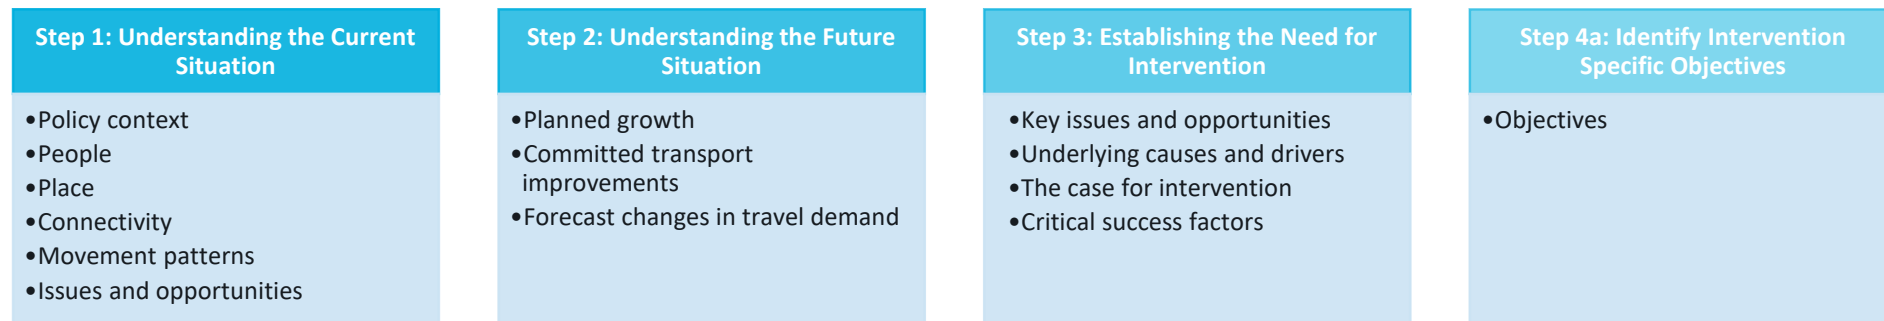 Step 1: Understanding the Current
Situation
•Policy context
•People
•Place
•Connectivity
•Movement patterns
•Issues and opportunities
Step 2: Understanding the Future
Situation
•Planned growth
•Committed transport
improvements
•Forecast changes in travel demand
Step 3: Establishing the Need for
Intervention
•Key issues and opportunities
•Underlying causes and drivers
•The case for intervention
•Critical success factors
Step 4a: Identify Intervention
Specific Objectives
•Objectives